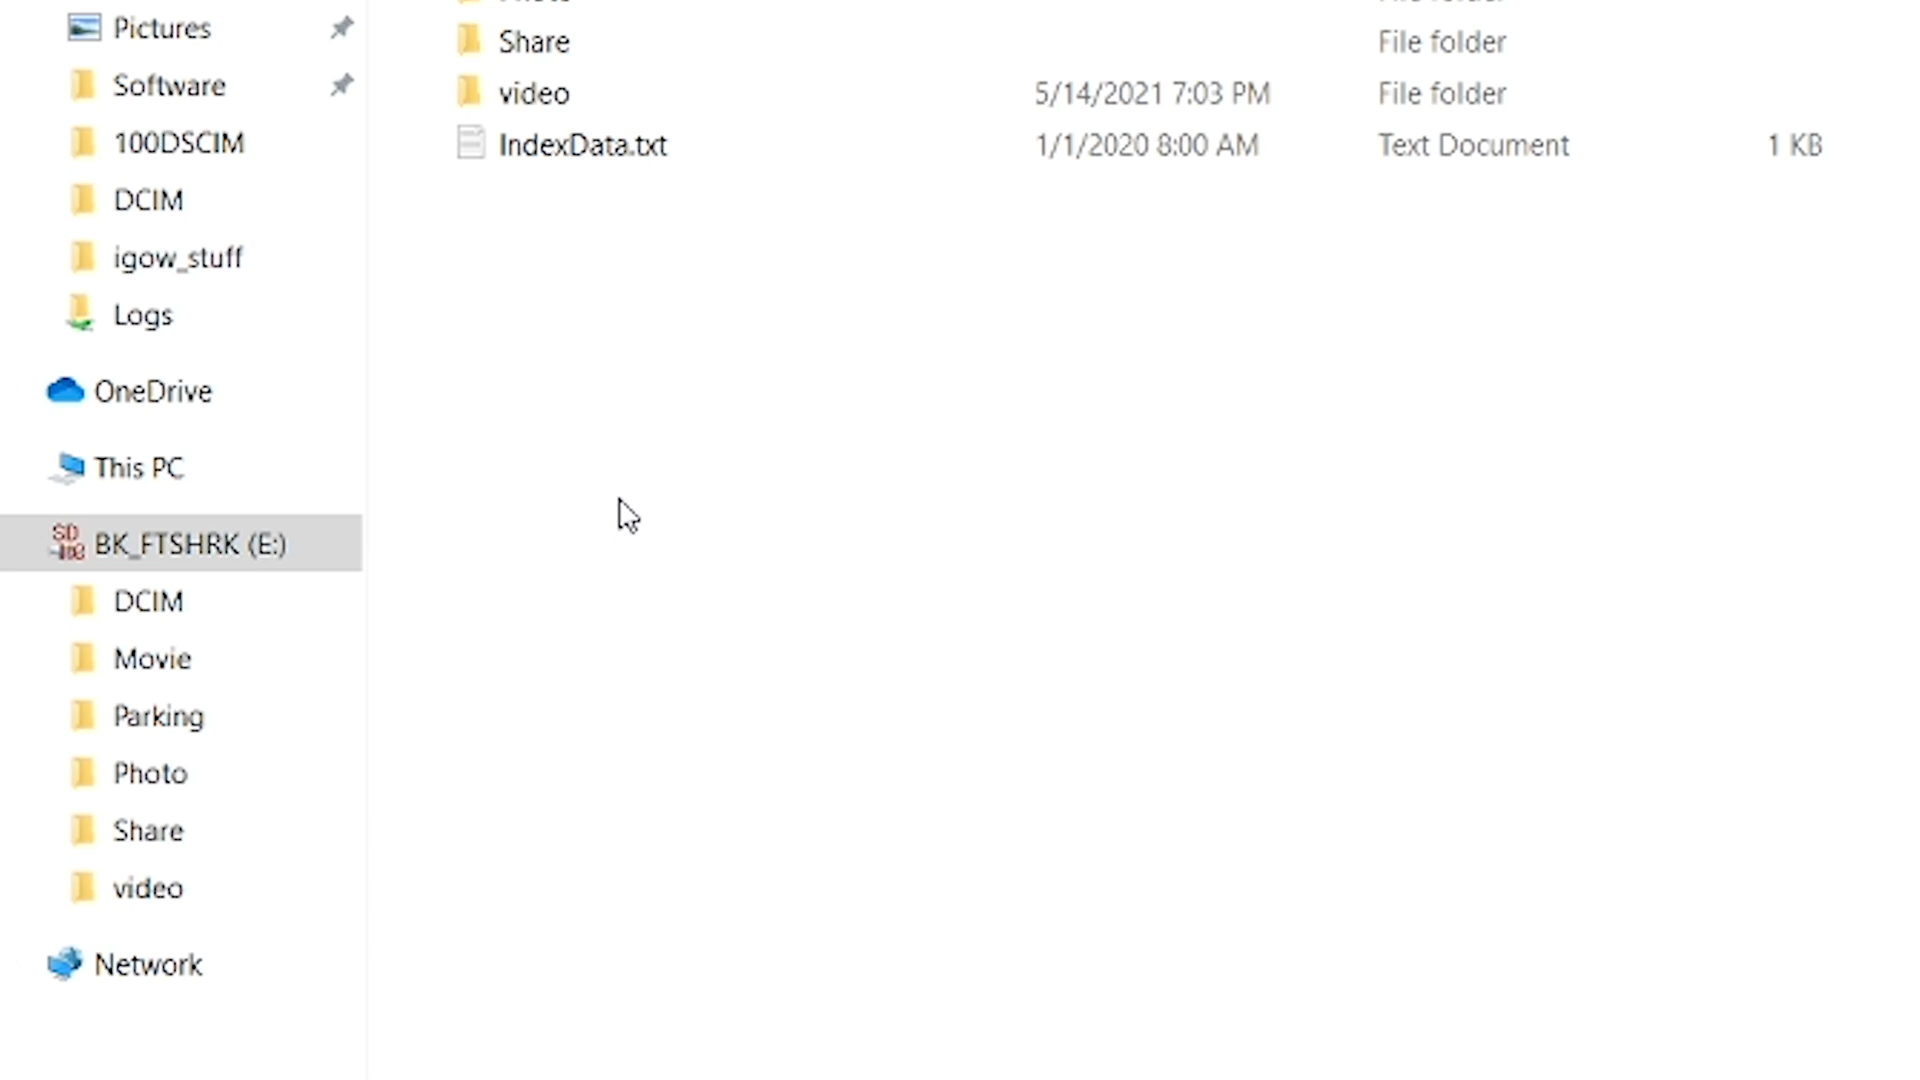 Pictures
Software
100DSCIM
DCIM
igow_stuff
Logs
OneDrive
This PC
BK_FTSHRK (E:)
DCIM
Movie
Parking
Photo
Share
video
Network
Share File folder
video 5/14/2021 7:03 PM File folder
IndexData.txt 1/1/2020 8:00 AM Text Document 1 KB